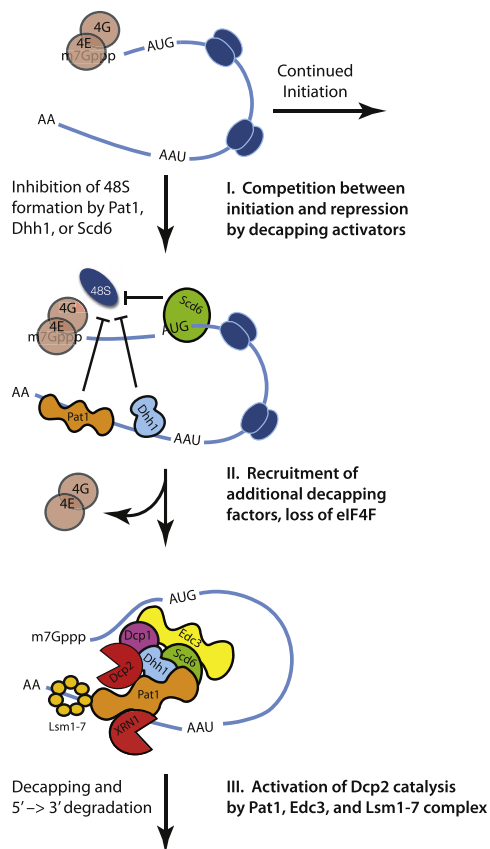 4G
4E
m7Gppp
AUG
Continued
Initiation
AA
AAU
Inhibition of 48S
formation by Pat1,
Dhh1, or Scd6
I. Competition between
initiation and repression
by decapping activators
48S
Scd6
4G
4E
m7Gppp
AUG
AA
Pat1
Dhh1
AAU
4G
4E
II. Recruitment of
additional decapping
factors, loss of eIF4F
AUG
m7Gppp
Dcp1
Edc3
Dcp2
Dhh1
Scd6
AA
Pat1
Lsm1-7
XRN1
AAU
Decapping and
5’ –> 3’ degradation
III. Activation of Dcp2 catalysis
by Pat1, Edc3, and Lsm1-7 complex